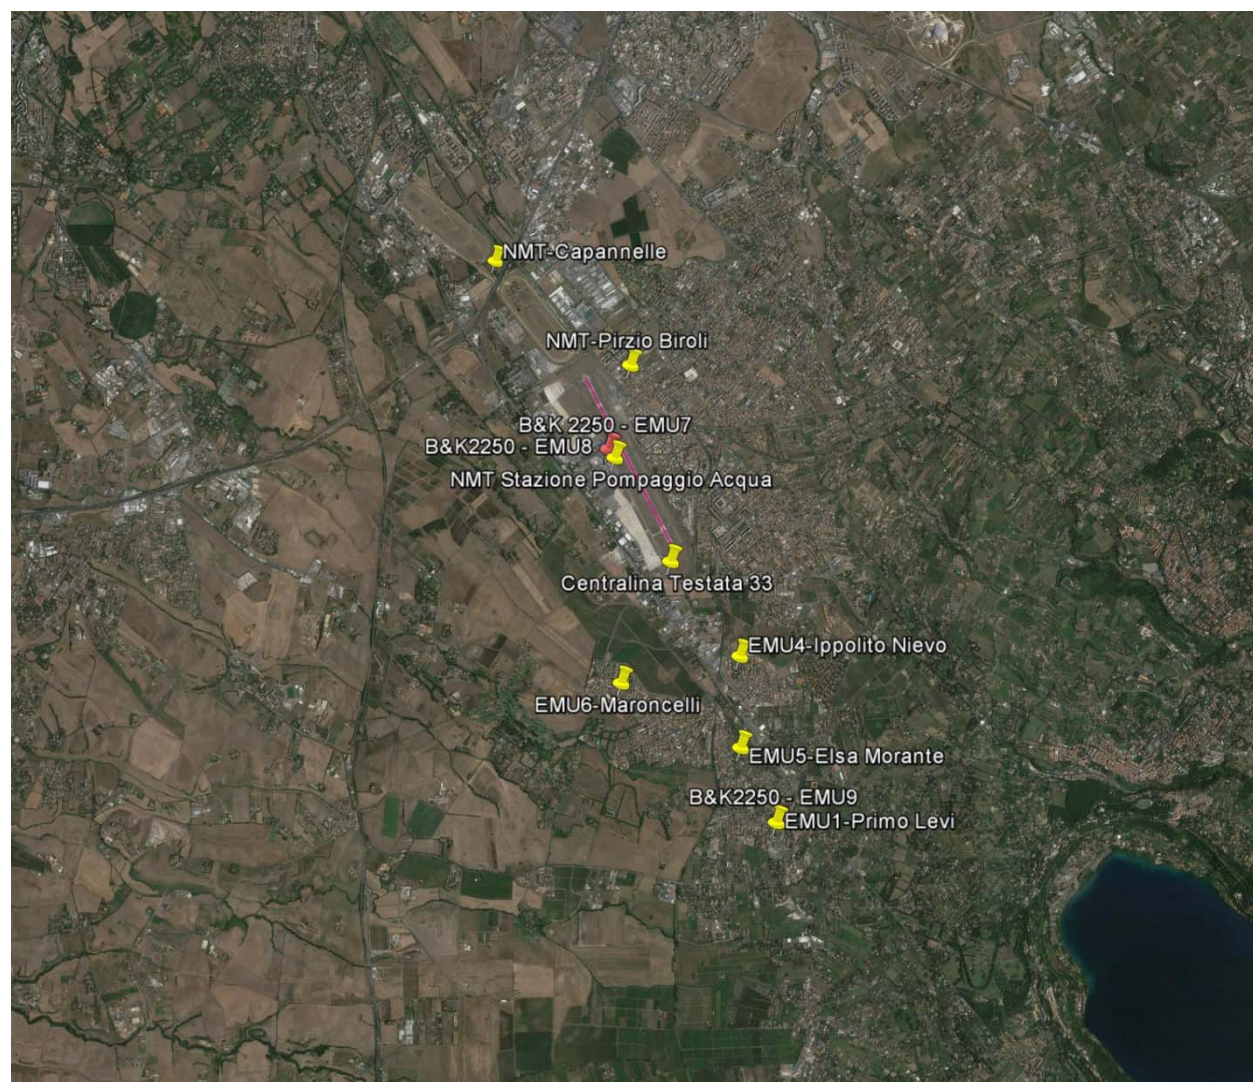 NMT-Capannelle
NMT-Pirzio Biroli
B&K 2250 - EMU7
B&K2250 - EMU8
NMT Stazione Pompaggio Acqua
Centralina Testata 33
EMU4-Ippolito Nievo
EMU6-Maroncelli
EMU5-Elsa Morante
B&K2250 - EMU9
EMU1-Primo Levi